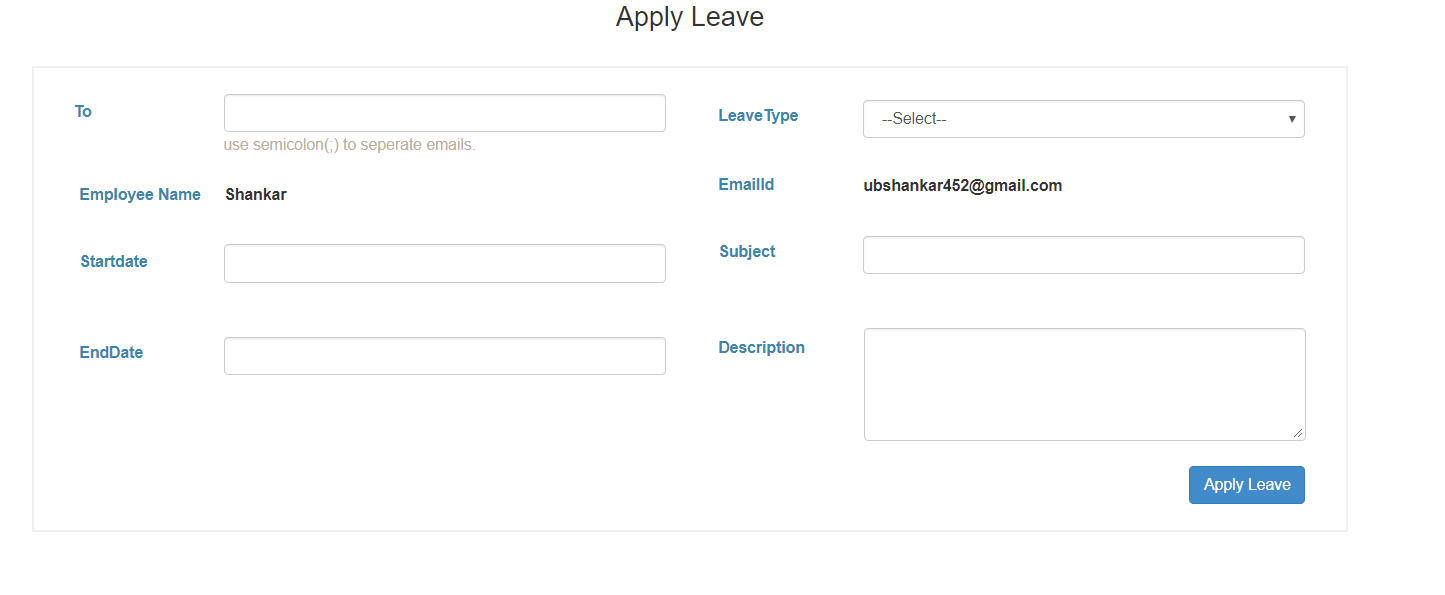 Apply Leave
To
use semicolon(;) to seperate emails.
LeaveType
--Select--
Employee Name Shankar
EmailId ubshankar452@gmail.com
Startdate
Subject
EndDate
Description
Apply Leave